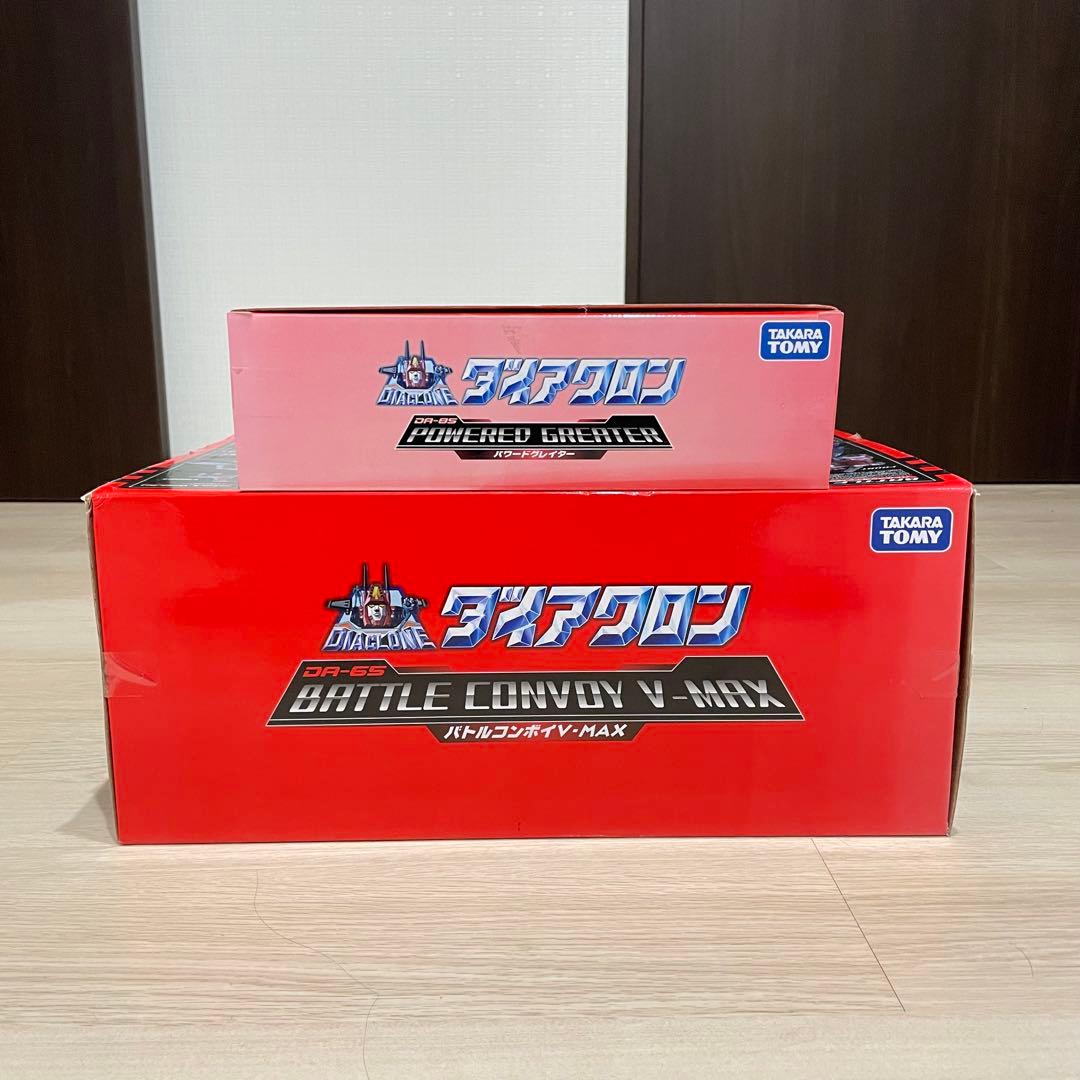 TAKARA
TOMY
DIACLONE
ダイアクロン
DA-85
POWERED GREATER
パワードグレイター
TAKARA
TOMY
DIACLONE
ダイアクロン
DA-65
BATTLE CONVOY V-MAX
バトルコンボイV-MAX